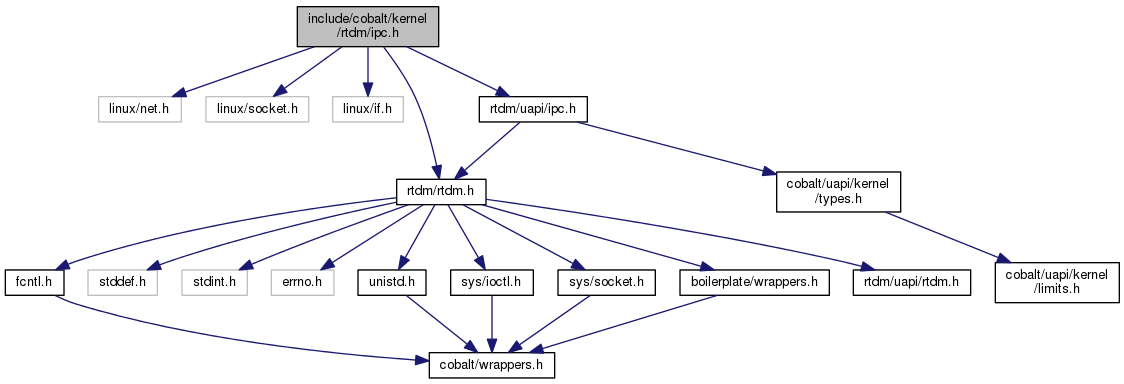 include/cobalt/kernel
/rtdm/ipc.h
linux/net.h
linux/socket.h
linux/if.h
rtdm/uapi/ipc.h
rtdm/rtdm.h
cobalt/uapi/kernel
/types.h
fcntl.h
stddef.h
stdint.h
errno.h
unistd.h
sys/ioctl.h
sys/socket.h
boilerplate/wrappers.h
rtdm/uapi/rtdm.h
cobalt/uapi/kernel
/limits.h
cobalt/wrappers.h